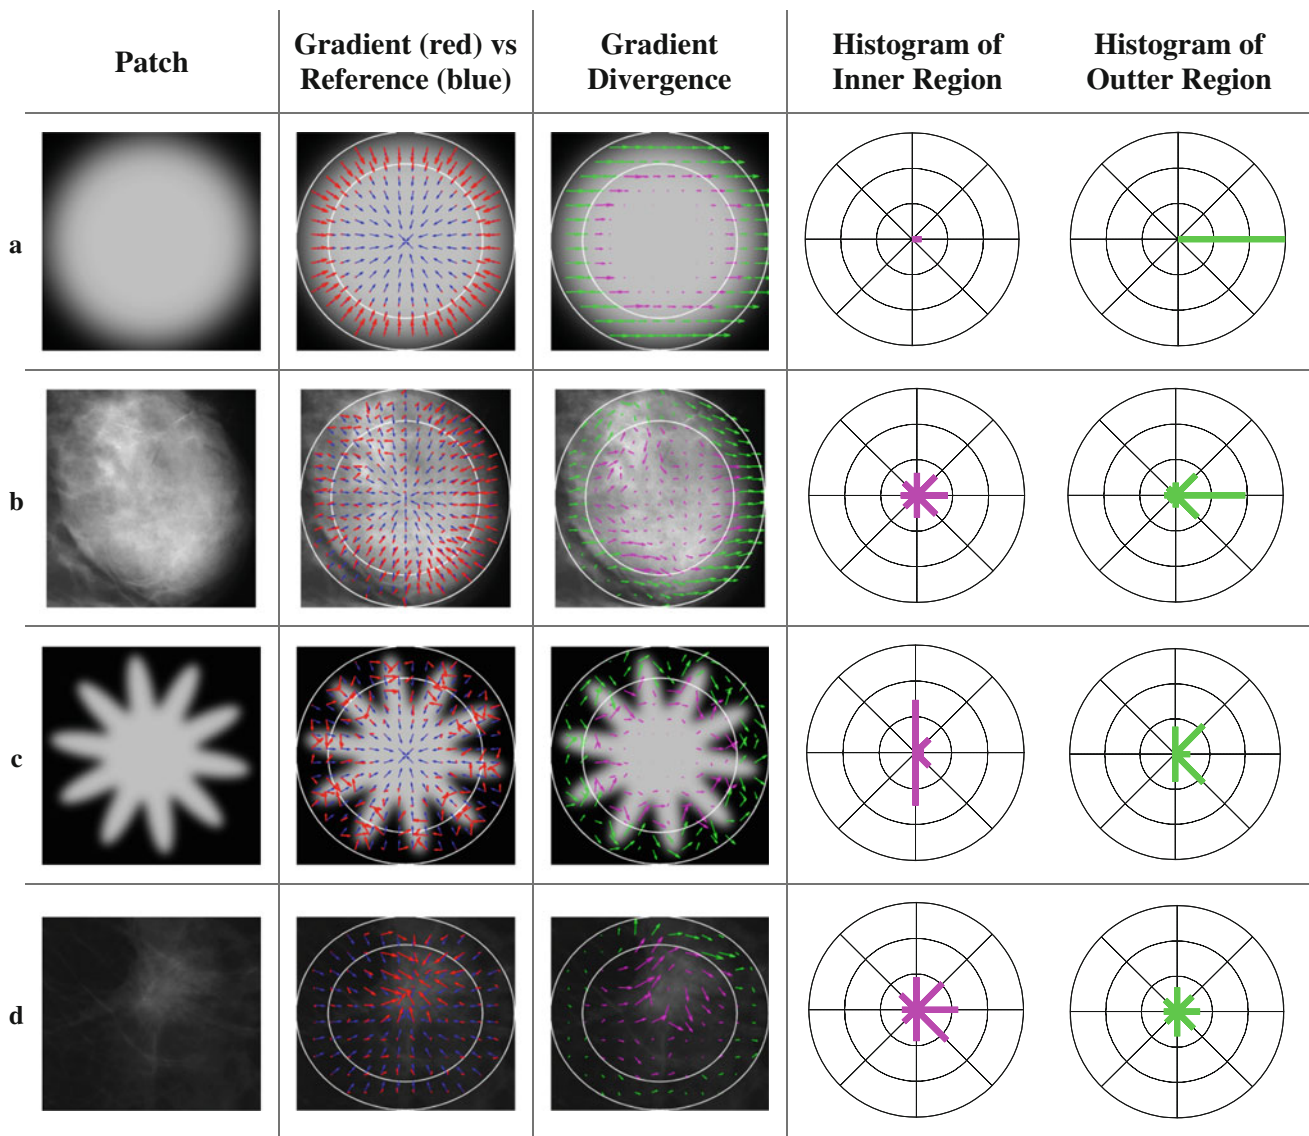 Patch
Gradient (red) vs
Reference (blue)
Gradient
Divergence
Histogram of
Inner Region
Histogram of
Outter Region
a
b
c
d